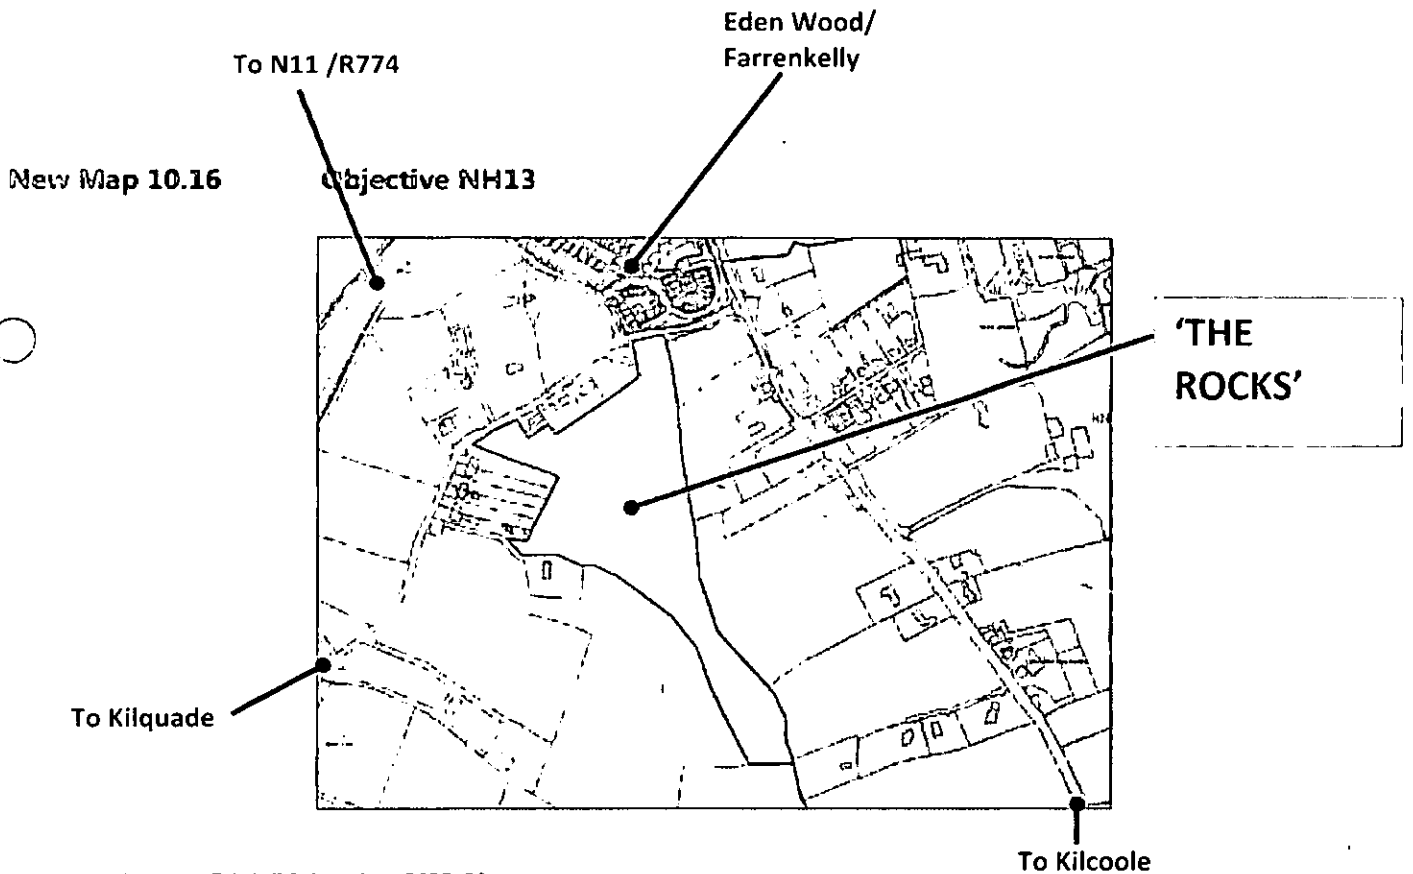 Eden Wood/
Farrenkelly
To N11 /R774
New Map 10.16 Objective NH13
'THE
ROCKS'
To Kilquade
To Kilcoole